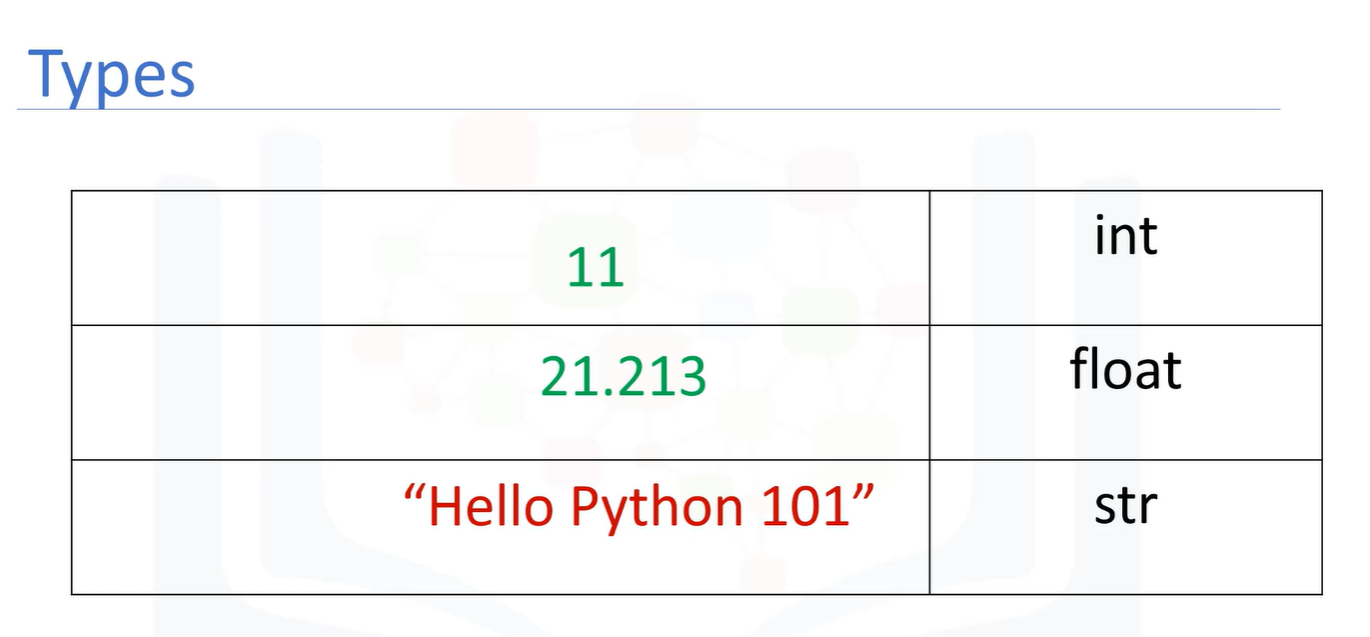 Types
11 int
21.213 float
“Hello Python 101” str